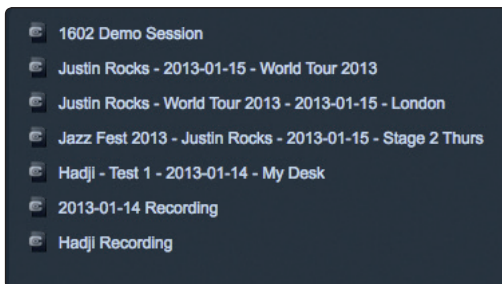 1602 Demo Session
Justin Rocks - 2013-01-15 - World Tour 2013
Justin Rocks - World Tour 2013 - 2013-01-15 - London
Jazz Fest 2013 - Justin Rocks - 2013-01-15 - Stage 2 Thurs
Hadji - Test 1 - 2013-01-14 - My Desk
2013-01-14 Recording
Hadji Recording